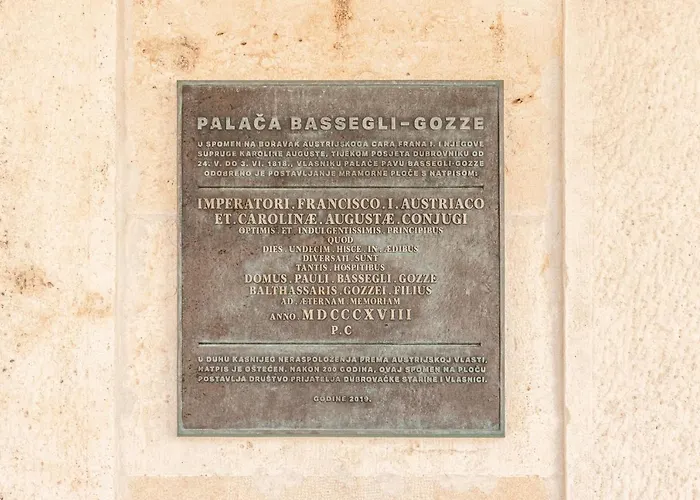 PALAČA BASSEGLI-GOZZE
U SPOMEN NA BORAVAK AUSTRIJSKOGA CARA FRANA I. I NJEGOVE
SUPRUGE KAROLINE AUGUSTE, TIJEKOM POSJETA DUBROVNIKU OD
24. V. DO 3. VI. 1818., VLASNIKU PALAČE PAVU BASSEGLI-GOZZE
ODOBRENO JE POSTAVLJANJE MRAMORNE PLOČE S NATPISOM:
IMPERATORI . FRANCISCO . I . AUSTRIACO
ET . CAROLINÆ . AUGUSTÆ . CONJUGI
OPTIMIS . ET . INDULGENTISSIMIS . PRINCIPIBUS
QUOD
DIES . UNDECIM . HISCE . IN . ÆDIBUS
DIVERSATI . SUNT
TANTIS . HOSPITIBUS
DOMUS . PAULI . BASSEGLI . GOZZE
BALTHASSARIS . GOZZEI . FILIUS
AD . ÆTERNAM . MEMORIAM
ANNO . MDCCCXVIII
P.C
U DUHU KASNIJEG NERASPOLOŽENJA PREMA AUSTRIJSKOJ VLASTI,
NATPIS JE OŠTEĆEN. NAKON 200 GODINA, OVAJ SPOMEN NA PLOČU
POSTAVLJA DRUŠTVO PRIJATELJA DUBROVAČKE STARINE I VLASNICI.
GODINE 2019.